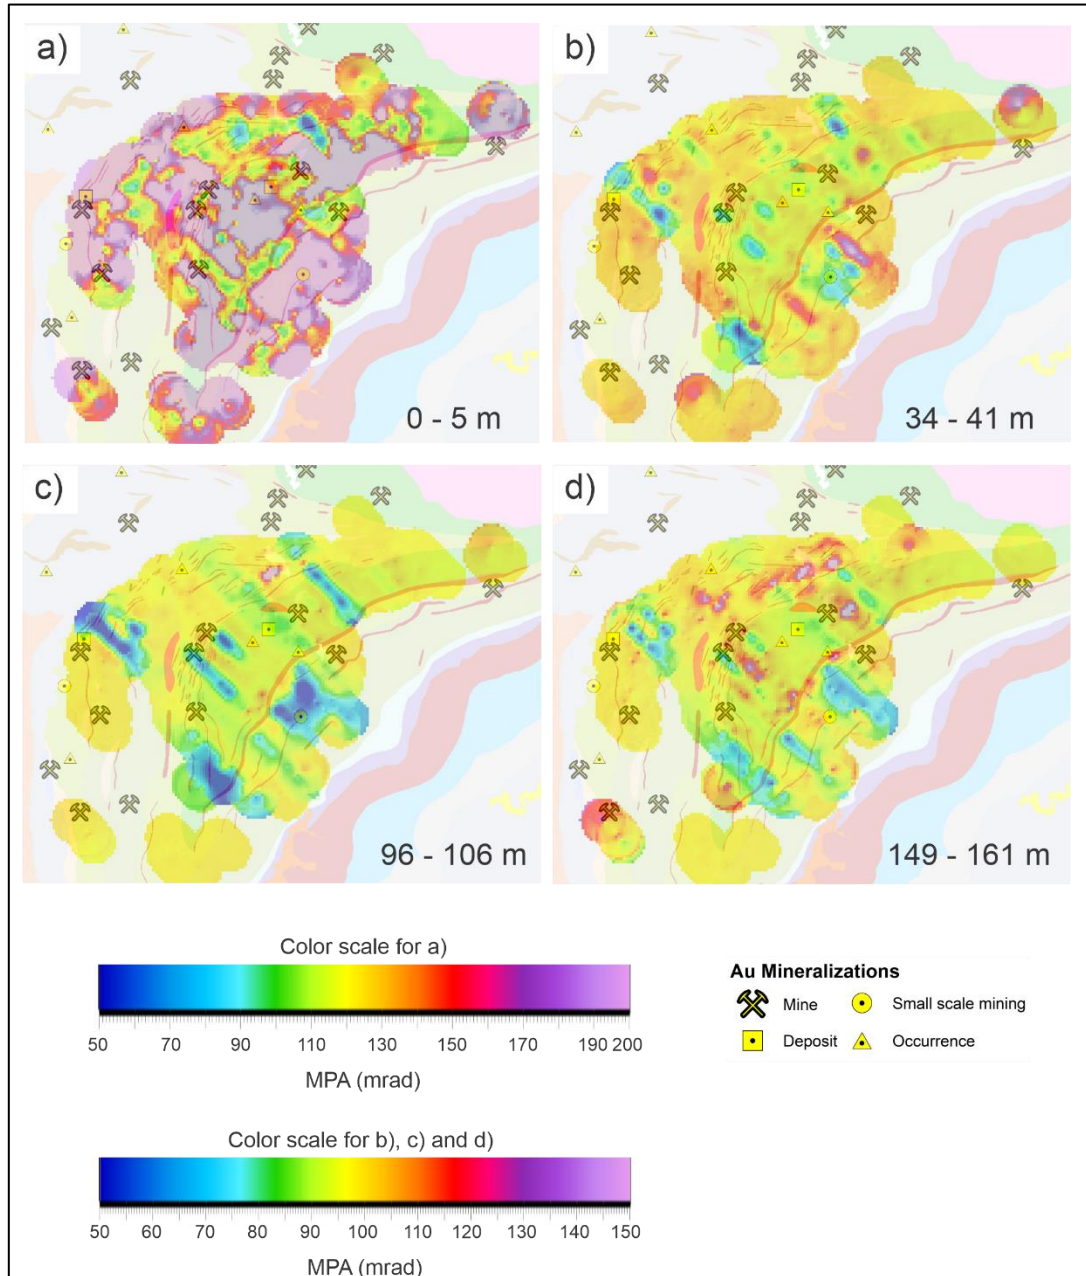 a)
b)
0 - 5 m
34 - 41 m
c)
d)
96 - 106 m
149 - 161 m
Color scale for a)
50 70 90 110 130 150 170 190 200
MPA (mrad)
Au Mineralizations
Mine Small scale mining
Deposit Occurrence
Color scale for b), c) and d)
50 60 70 80 90 100 110 120 130 140 150
MPA (mrad)